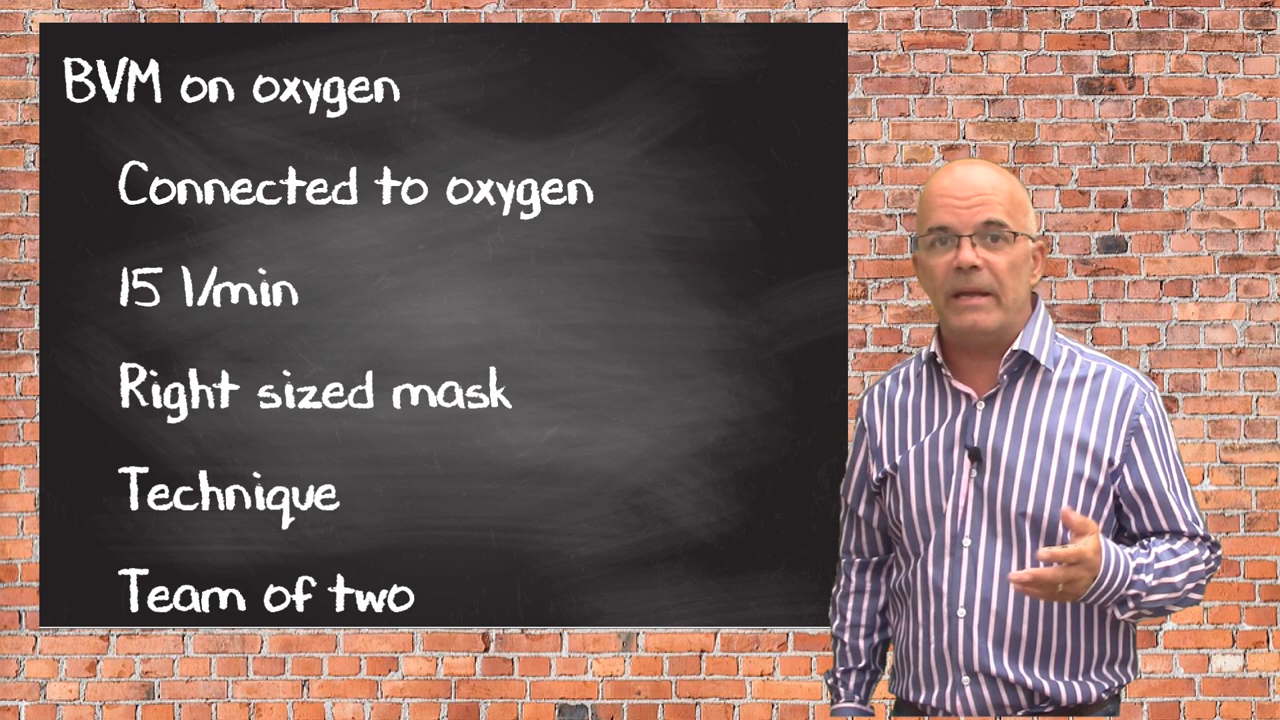 BVM on oxygen
Connected to oxygen
15 l/min
Right sized mask
Technique
Team of two